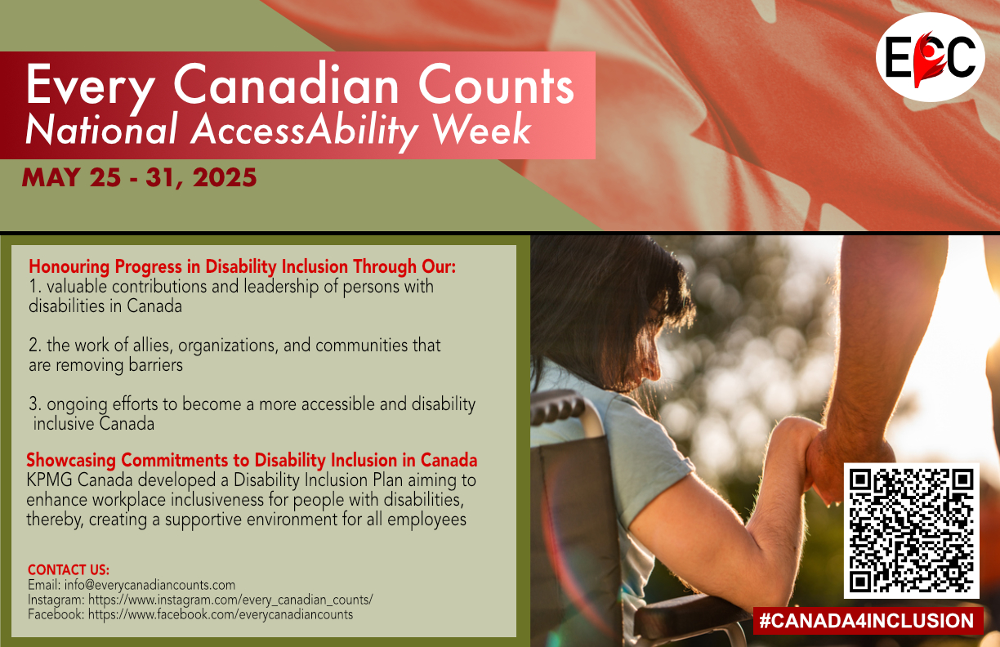 Every Canadian Counts
National AccessAbility Week
MAY 25 - 31, 2025
ECC
Honouring Progress in Disability Inclusion Through Our:
1. valuable contributions and leadership of persons with
disabilities in Canada
2. the work of allies, organizations, and communities that
are removing barriers
3. ongoing efforts to become a more accessible and disability
inclusive Canada
Showcasing Commitments to Disability Inclusion in Canada
KPMG Canada developed a Disability Inclusion Plan aiming to
enhance workplace inclusiveness for people with disabilities,
thereby, creating a supportive environment for all employees
CONTACT US:
Email: info@everycanadiancounts.com
Instagram: https://www.instagram.com/every_canadian_counts/
Facebook: https://www.facebook.com/everycanadiancounts
#CANADA4INCLUSION